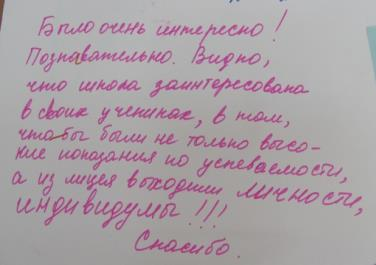 Было очень интересно!
Познавательно. Видно,
что школа заинтересована
в своих учениках, в том,
чтобы были не только высо-
кие показания по успеваемости,
а из лицея выходили ЛИЧНОСТИ,
ИНДИВИДУМЫ!!!
Спасибо.